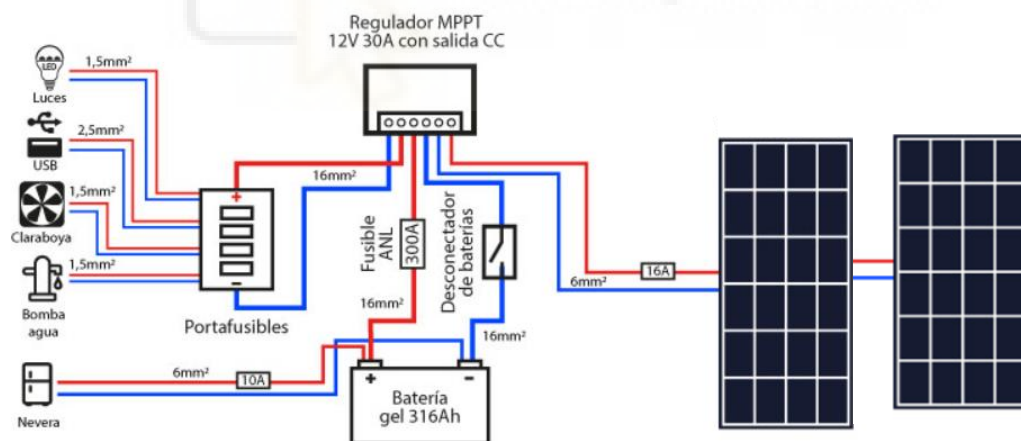 Regulador MPPT
12V 30A con salida CC
LED
Luces
1,5mm²
USB
2,5mm²
Claraboya
1,5mm²
Bomba
agua
1,5mm²
+
-
Portafusibles
16mm²
Fusible
ANL
300A
16mm²
Desconectador
de baterías
16mm²
16A
6mm²
Nevera
6mm²
10A
+
-
Batería
gel 316Ah